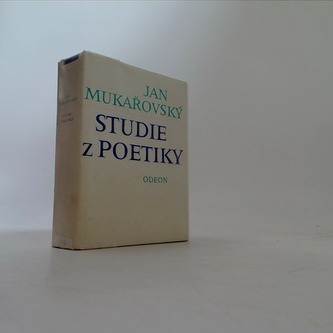 JAN
MUKAŘOVSKÝ
STUDIE
z POETIKY
ODEON